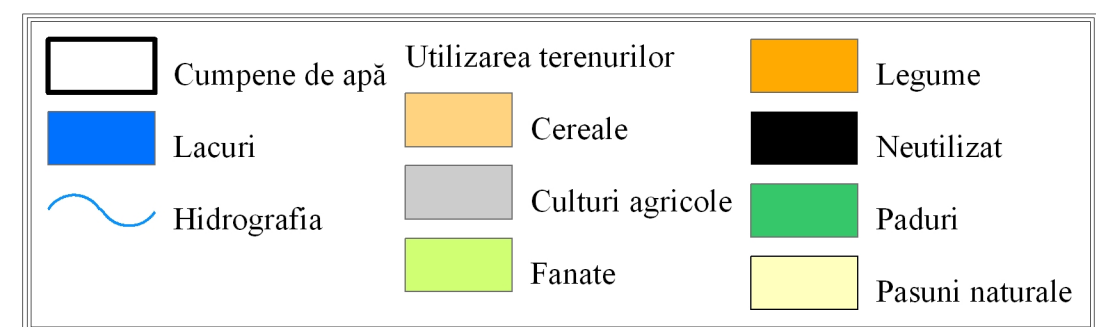 Cumpene de apă
Lacuri
Hidrografia
Utilizarea terenurilor
Cereale
Culturi agricole
Fanate
Legume
Neutilizat
Paduri
Pasuni naturale